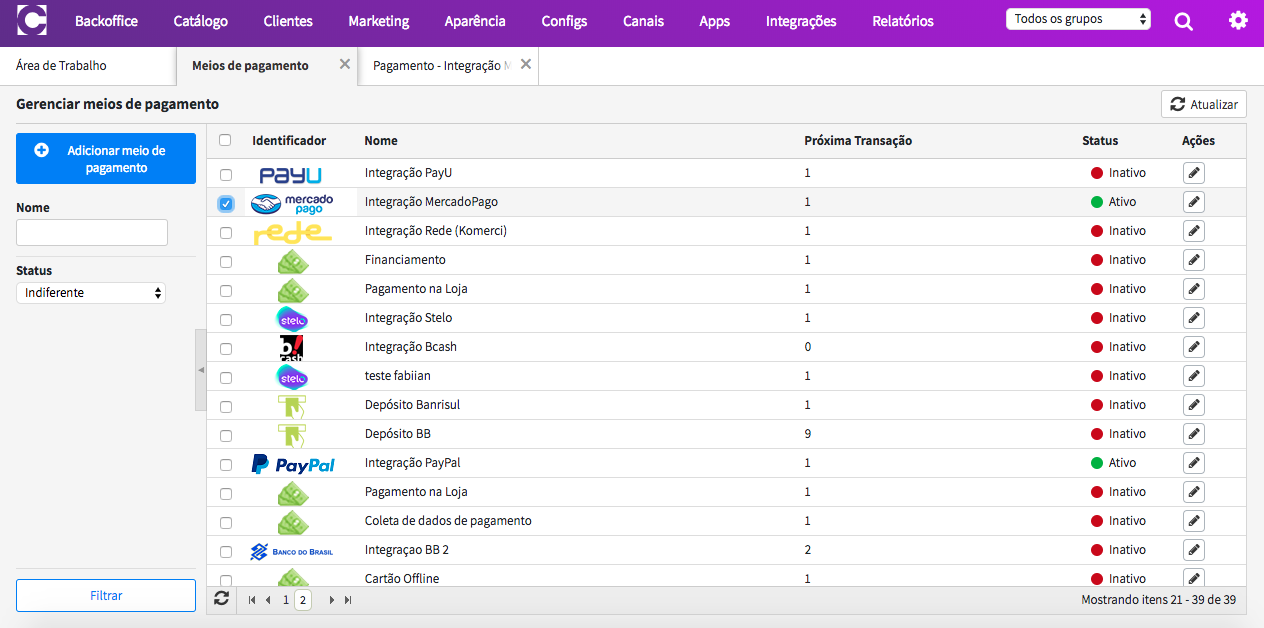 Backoffice Catálogo Clientes Marketing Aparência Configs Canais Apps Integrações Relatórios Todos os grupos
Área de Trabalho Meios de pagamento Pagamento - Integração M
Gerenciar meios de pagamento Atualizar
Adicionar meio de
pagamento
Nome
Status
Indiferente
Filtrar
Identificador Nome Próxima Transação Status Ações
PayU Integração PayU 1 Inativo
mercado
pago Integração MercadoPago 1 Ativo
rede Integração Rede (Komerci) 1 Inativo
Financiamento 1 Inativo
Pagamento na Loja 1 Inativo
stelo Integração Stelo 1 Inativo
b!
cash Integração Bcash 0 Inativo
stelo teste fabiian 1 Inativo
Depósito Banrisul 1 Inativo
Depósito BB 9 Inativo
PayPal Integração PayPal 1 Ativo
Pagamento na Loja 1 Inativo
Coleta de dados de pagamento 1 Inativo
BANCO DO BRASIL Integraçao BB 2 2 Inativo
Cartão Offline 1 Inativo
1 2 Mostrando itens 21 - 39 de 39